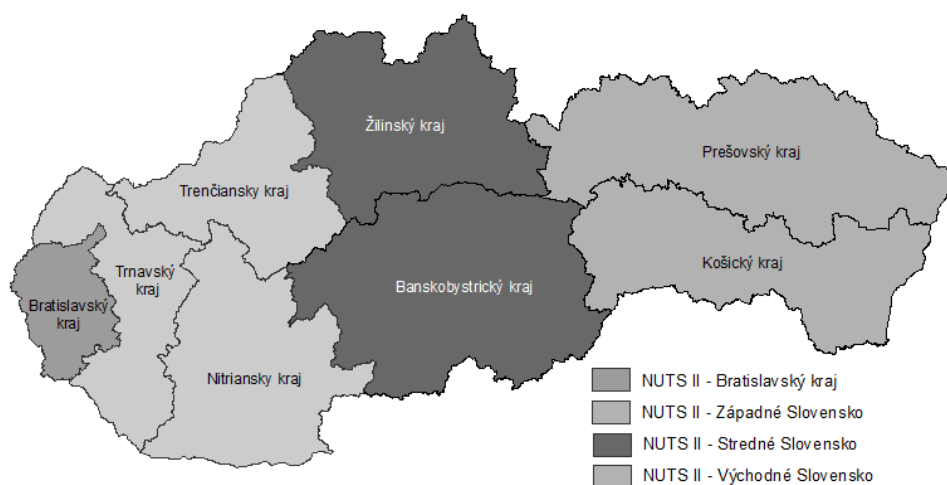 Žilinský kraj
Prešovský kraj
Trenčiansky kraj
Trnavský
kraj
Košický kraj
Banskobystrický kraj
Bratislavský
kraj
Nitriansky kraj
NUTS II - Bratislavský kraj
NUTS II - Západné Slovensko
NUTS II - Stredné Slovensko
NUTS II - Východné Slovensko